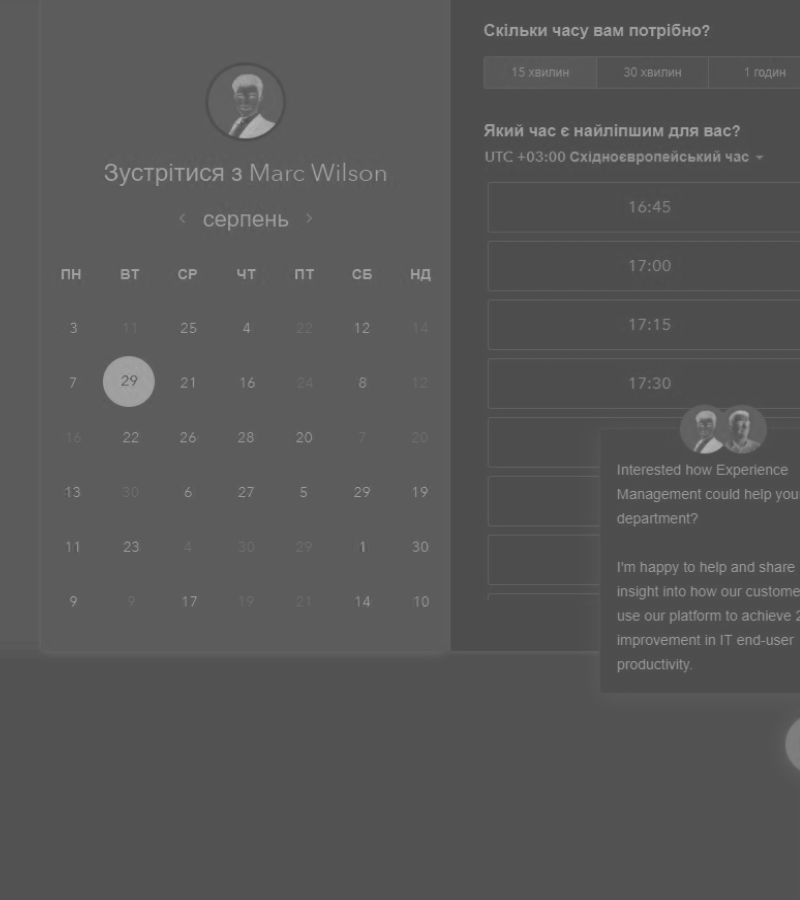 Зустрітися з Marc Wilson
серпень
ПН ВТ СР ЧТ ПТ СБ НД
3 11 25 4 22 12 14
7 29 21 16 24 8 12
16 22 26 28 20 7 20
13 30 6 27 5 29 19
11 23 4 30 29 1 30
9 9 17 19 21 14 10
Скільки часу вам потрібно?
15 хвилин 30 хвилин 1 годин
Який час є найліпшим для вас?
UTC +03:00 Східноєвропейський час
16:45
17:00
17:15
17:30
Interested how Experience
Management could help you
department?
I'm happy to help and share
insight into how our custome
use our platform to achieve 2
improvement in IT end-user
productivity.